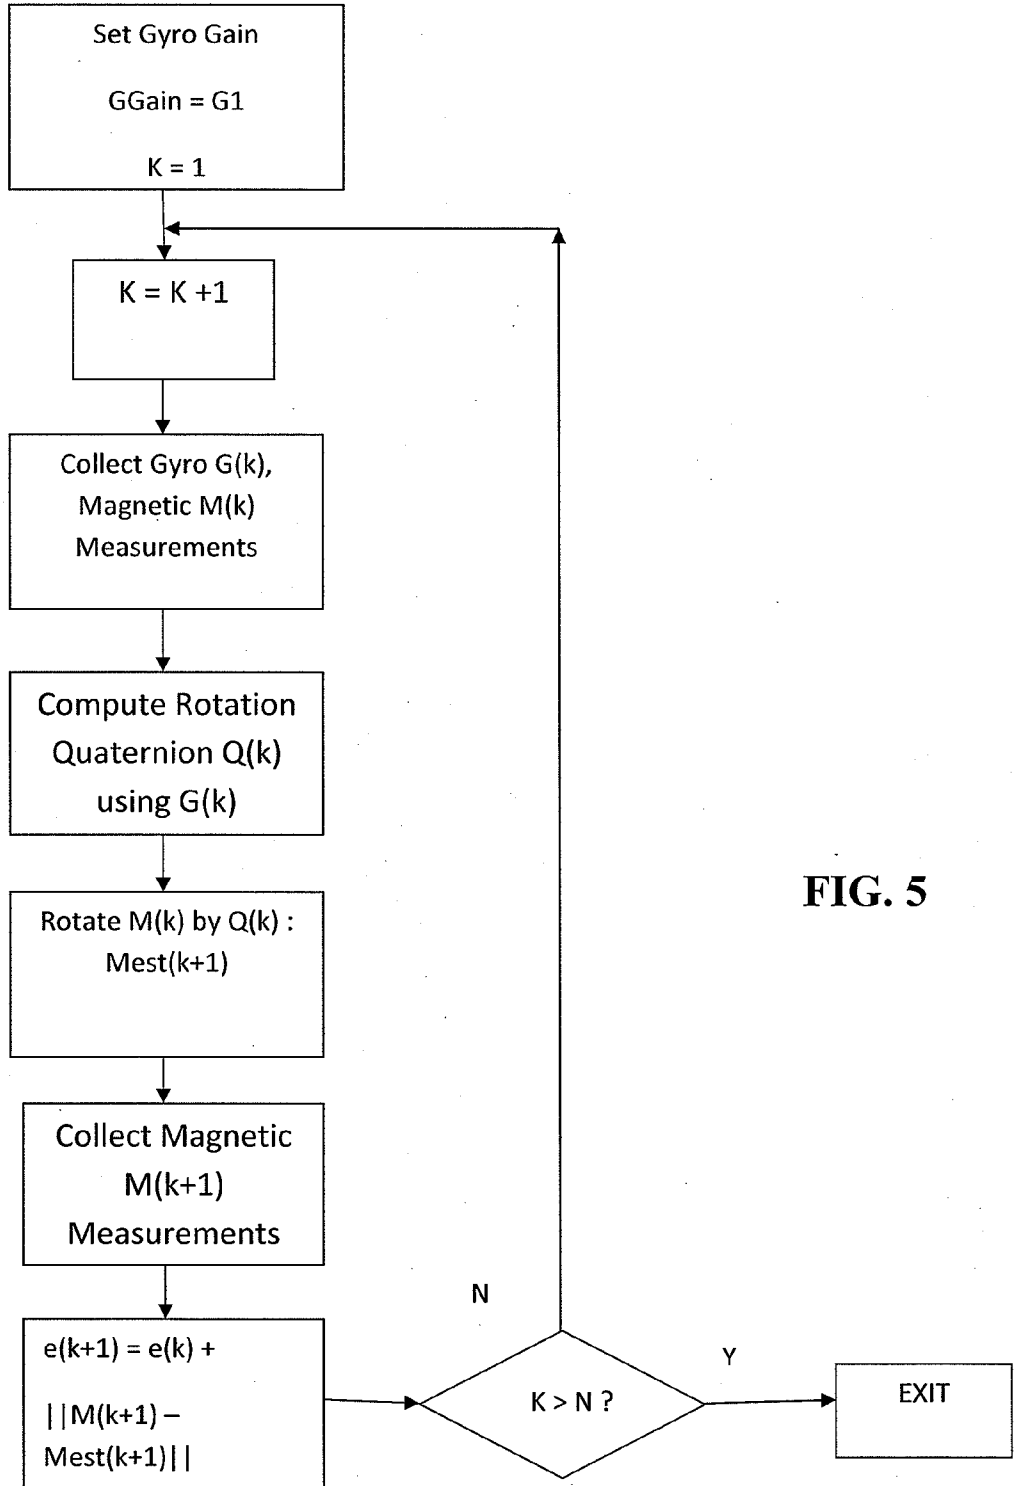 Set Gyro Gain
GGain = G1
K = 1
K = K +1
Collect Gyro G(k),
Magnetic M(k)
Measurements
Compute Rotation
Quaternion Q(k)
using G(k)
Rotate M(k) by Q(k) :
Mest(k+1)
Collect Magnetic
M(k+1)
Measurements
e(k+1) = e(k) +
||M(k+1) –
Mest(k+1)||
N
K > N ?
Y
EXIT
FIG. 5